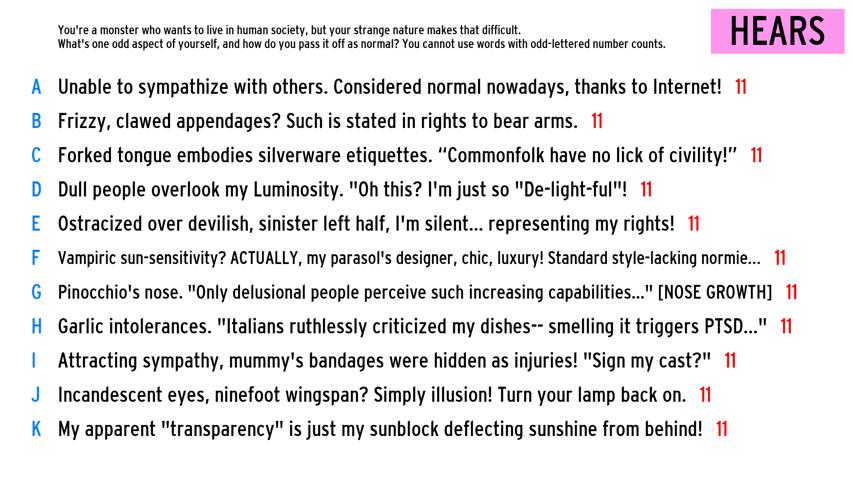 You're a monster who wants to live in human society, but your strange nature makes that difficult.
What's one odd aspect of yourself, and how do you pass it off as normal? You cannot use words with odd-lettered number counts.
HEARS
A Unable to sympathize with others. Considered normal nowadays, thanks to Internet! 11
B Frizzy, clawed appendages? Such is stated in rights to bear arms. 11
C Forked tongue embodies silverware etiquettes. “Commonfolk have no lick of civility!” 11
D Dull people overlook my Luminosity. "Oh this? I'm just so "De-light-ful"! 11
E Ostracized over devilish, sinister left half, I'm silent... representing my rights! 11
F Vampiric sun-sensitivity? ACTUALLY, my parasol's designer, chic, luxury! Standard style-lacking normie... 11
G Pinocchio's nose. "Only delusional people perceive such increasing capabilities..." [NOSE GROWTH] 11
H Garlic intolerances. "Italians ruthlessly criticized my dishes-- smelling it triggers PTSD..." 11
I Attracting sympathy, mummy's bandages were hidden as injuries! "Sign my cast?" 11
J Incandescent eyes, ninefoot wingspan? Simply illusion! Turn your lamp back on. 11
K My apparent "transparency" is just my sunblock deflecting sunshine from behind! 11